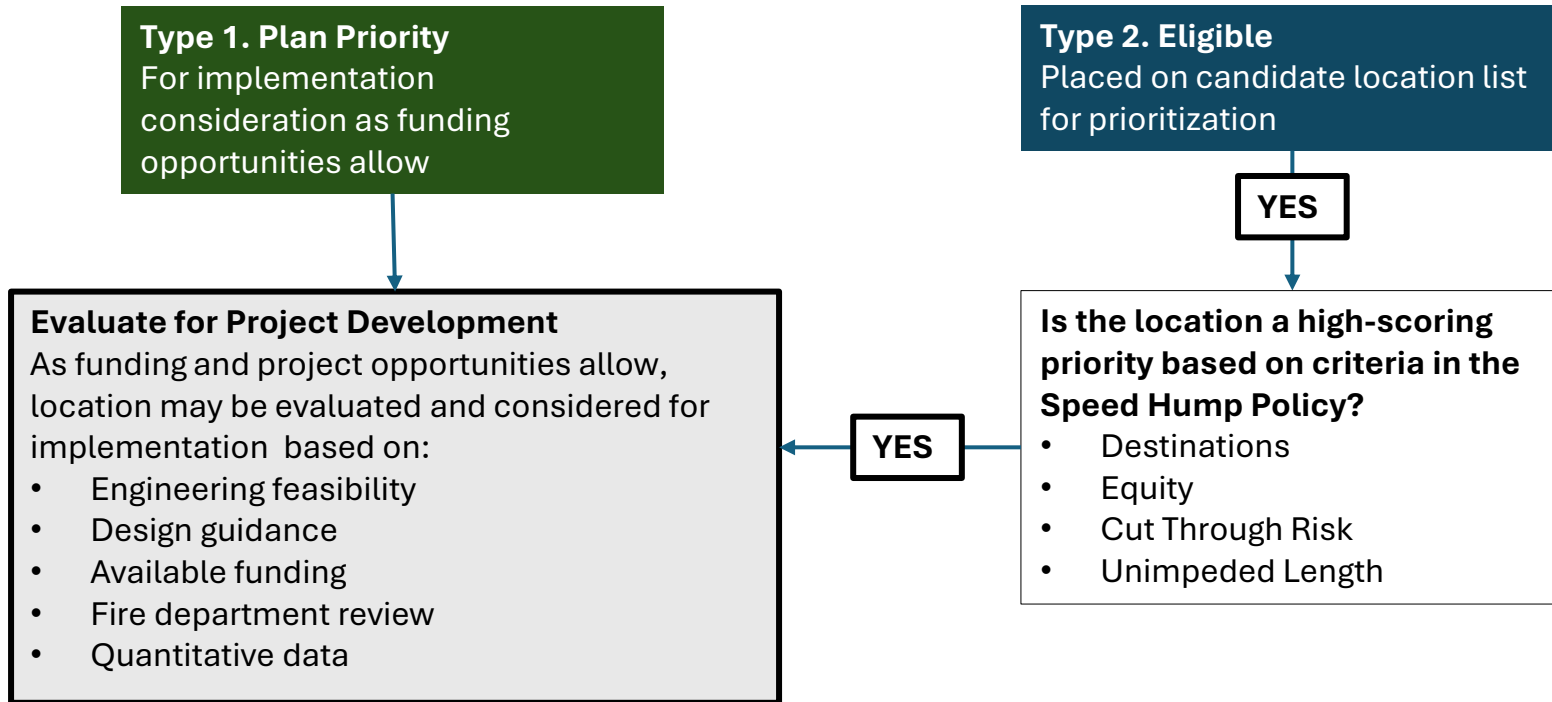 Type 1. Plan Priority
For implementation
consideration as funding
opportunities allow
Type 2. Eligible
Placed on candidate location list
for prioritization
YES
Evaluate for Project Development
As funding and project opportunities allow,
location may be evaluated and considered for
implementation  based on:
• Engineering feasibility
• Design guidance
• Available funding
• Fire department review
• Quantitative data
YES
Is the location a high-scoring
priority based on criteria in the
Speed Hump Policy?
• Destinations
• Equity
• Cut Through Risk
• Unimpeded Length